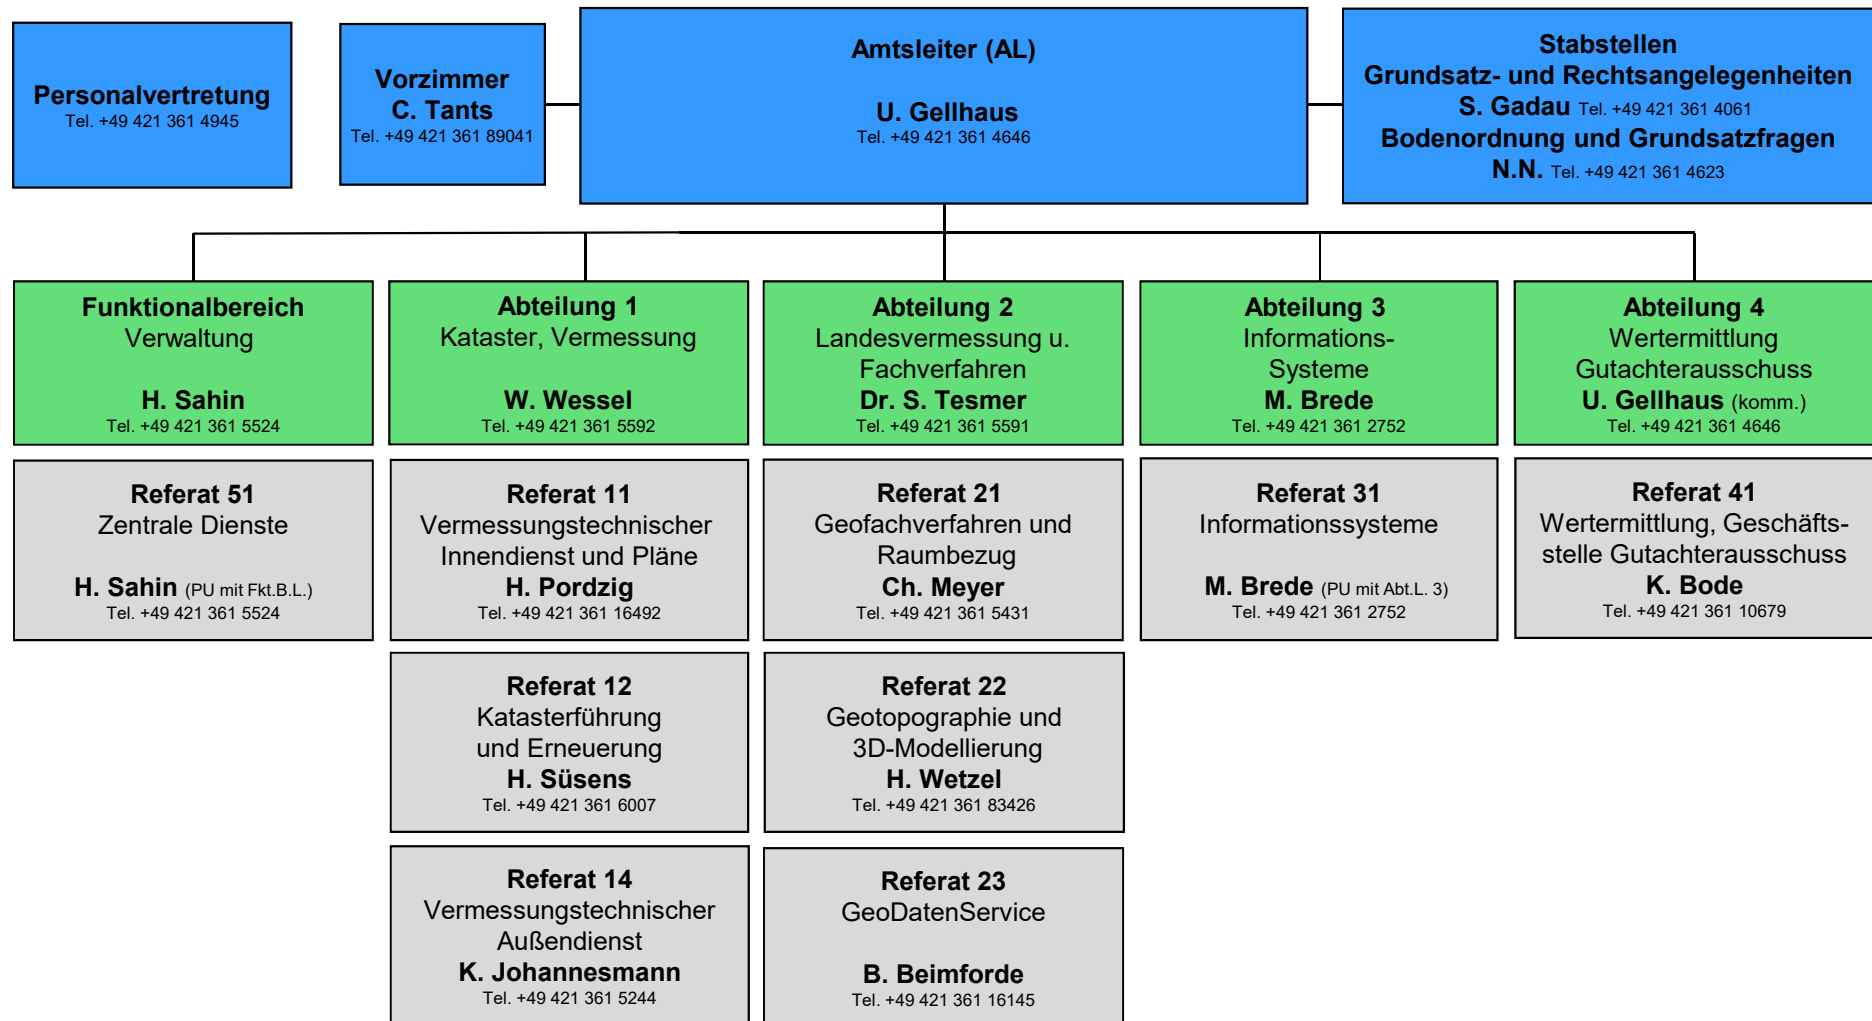 Personalvertretung
Tel. +49 421 361 4945
Vorzimmer
C. Tants
Tel. +49 421 361 89041
Amtsleiter (AL)
U. Gellhaus
Tel. +49 421 361 4646
Stabstellen
Grundsatz- und Rechtsangelegenheiten
S. Gadau Tel. +49 421 361 4061
Bodenordnung und Grundsatzfragen
N.N. Tel. +49 421 361 4623
Funktionalbereich
Verwaltung
H. Sahin
Tel. +49 421 361 5524
Abteilung 1
Kataster, Vermessung
W. Wessel
Tel. +49 421 361 5592
Abteilung 2
Landesvermessung u.
Fachverfahren
Dr. S. Tesmer
Tel. +49 421 361 5591
Abteilung 3
Informations-
Systeme
M. Brede
Tel. +49 421 361 2752
Abteilung 4
Wertermittlung
Gutachterausschuss
U. Gellhaus (komm.)
Tel. +49 421 361 4646
Referat 51
Zentrale Dienste
H. Sahin (PU mit Fkt.B.L.)
Tel. +49 421 361 5524
Referat 11
Vermessungstechnischer
Innendienst und Pläne
H. Pordzig
Tel. +49 421 361 16492
Referat 21
Geofachverfahren und
Raumbezug
Ch. Meyer
Tel. +49 421 361 5431
Referat 31
Informationssysteme
M. Brede (PU mit Abt.L. 3)
Tel. +49 421 361 2752
Referat 41
Wertermittlung, Geschäfts-
stelle Gutachterausschuss
K. Bode
Tel. +49 421 361 10679
Referat 12
Katasterführung
und Erneuerung
H. Süsens
Tel. +49 421 361 6007
Referat 22
Geotopographie und
3D-Modellierung
H. Wetzel
Tel. +49 421 361 83426
Referat 14
Vermessungstechnischer
Außendienst
K. Johannesmann
Tel. +49 421 361 5244
Referat 23
GeoDatenService
B. Beimforde
Tel. +49 421 361 16145